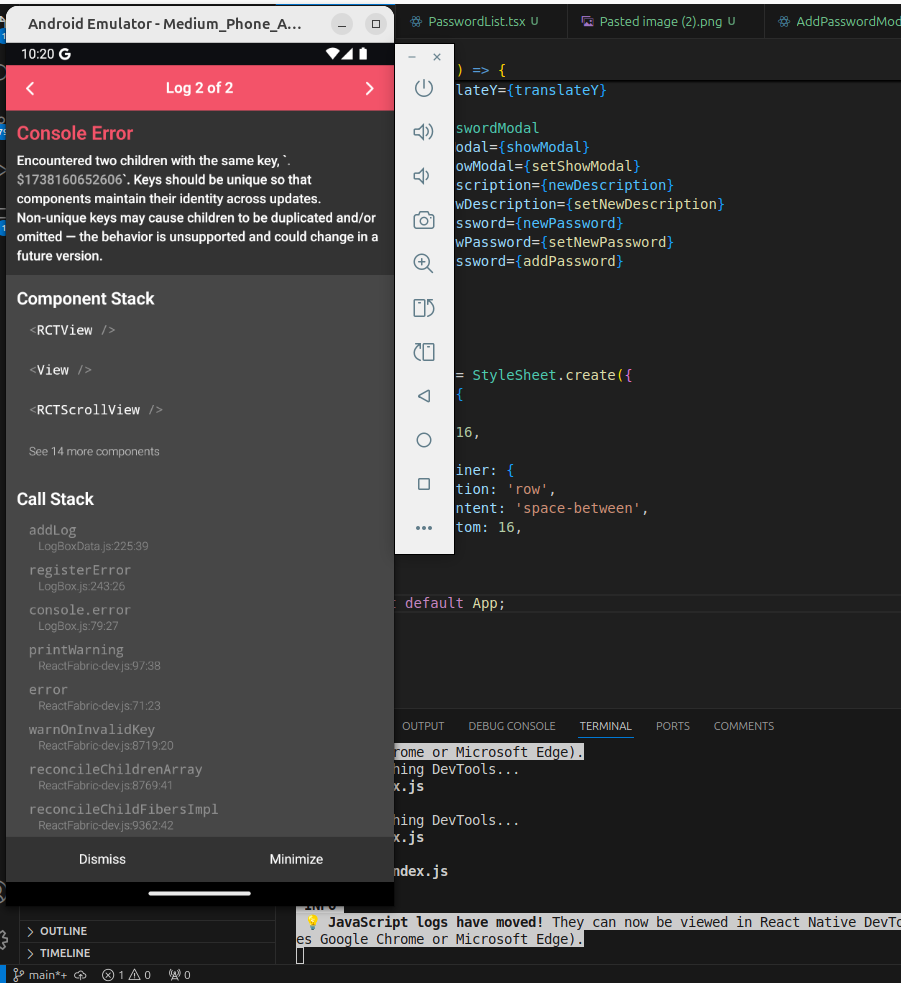 Android Emulator - Medium_Phone_A...
PasswordList.tsx U
Pasted image (2).png U
AddPasswordMod
10:20 G
Log 2 of 2
Console Error
Encountered two children with the same key, `.
$1738160652606`. Keys should be unique so that
components maintain their identity across updates.
Non-unique keys may cause children to be duplicated and/or
omitted — the behavior is unsupported and could change in a
future version.
Component Stack
<RCTView />
<View />
<RCTScrollView />
See 14 more components
Call Stack
addLog
LogBoxData.js:225:39
registerError
LogBox.js:243:26
console.error
LogBox.js:79:27
printWarning
ReactFabric-dev.js:97:38
error
ReactFabric-dev.js:71:23
warnOnInvalidKey
ReactFabric-dev.js:8719:20
reconcileChildrenArray
ReactFabric-dev.js:8769:41
reconcileChildFibersImpl
ReactFabric-dev.js:9362:42
Dismiss
Minimize
) => {
lateY={translateY}
swordModal
odal={showModal}
owModal={setShowModal}
scription={newDescription}
wDescription={setNewDescription}
ssword={newPassword}
wPassword={setNewPassword}
ssword={addPassword}
= StyleSheet.create({
{
16,
iner: {
tion: 'row',
ntent: 'space-between',
tom: 16,
default App;
OUTPUT
DEBUG CONSOLE
TERMINAL
PORTS
COMMENTS
rome or Microsoft Edge).
hing DevTools...
x.js
hing DevTools...
x.js
ndex.js
INFO
💡 JavaScript logs have moved! They can now be viewed in React Native DevTo
es Google Chrome or Microsoft Edge).
OUTLINE
TIMELINE
main*+
1
0
0